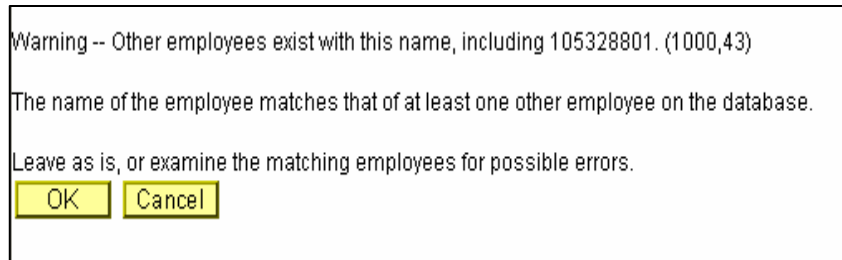 Warning -- Other employees exist with this name, including 105328801. (1000,43)
The name of the employee matches that of at least one other employee on the database.
Leave as is, or examine the matching employees for possible errors.
OK Cancel